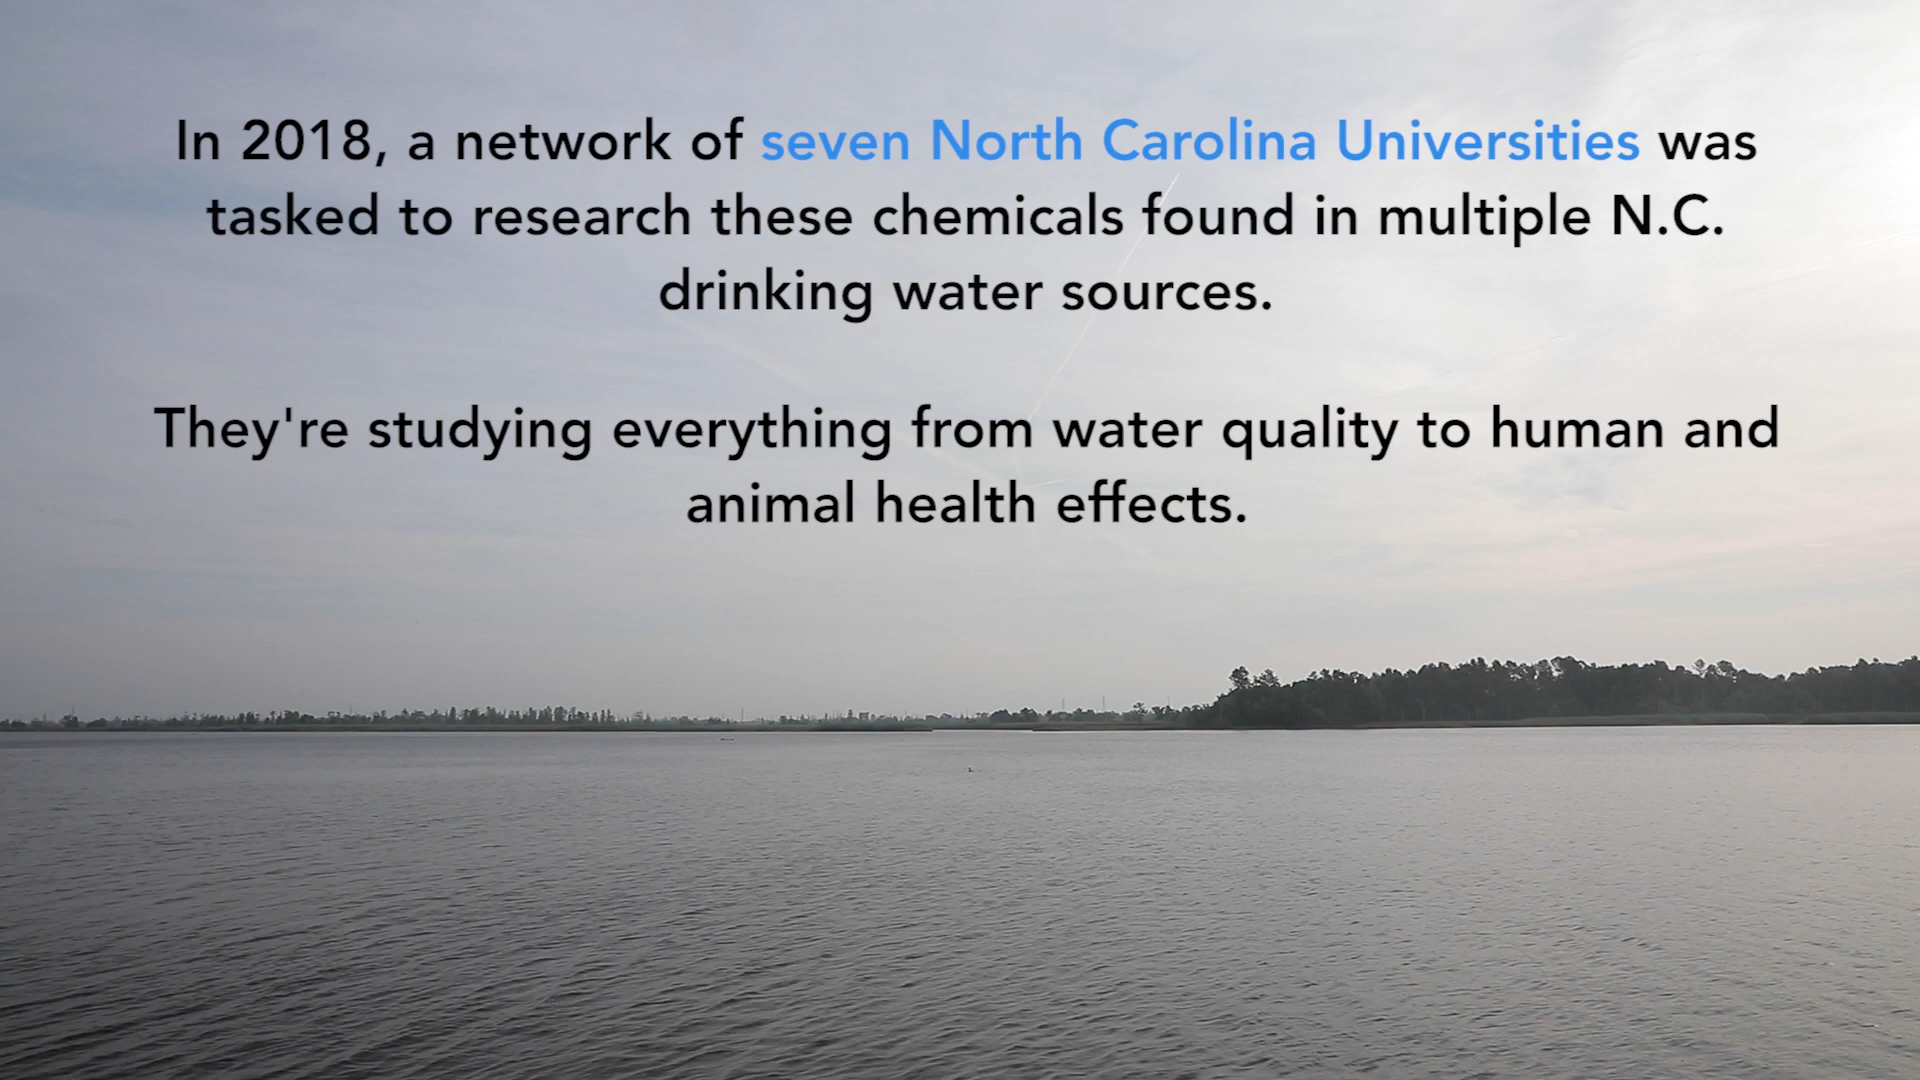 In 2018, a network of seven North Carolina Universities was
tasked to research these chemicals found in multiple N.C.
drinking water sources.
They're studying everything from water quality to human and
animal health effects.